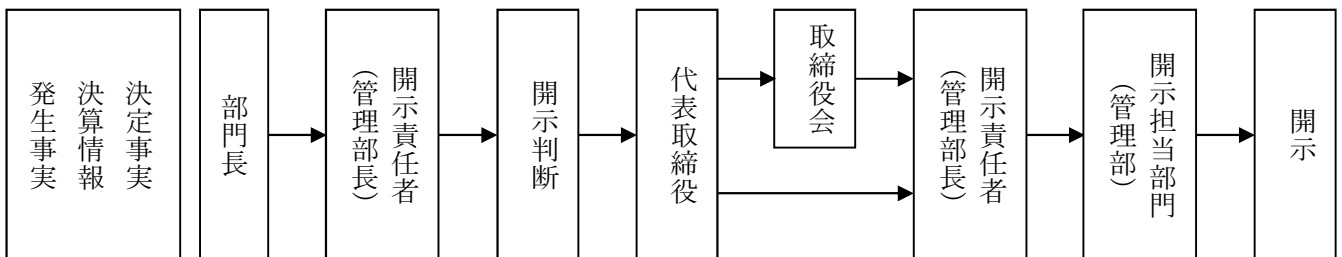 決定事実
決算情報
発生事実
部門長
開示責任者
(管理部長)
開示判断
代表取締役
取締役会
開示責任者
(管理部長)
開示担当部門
(管理部)
開示